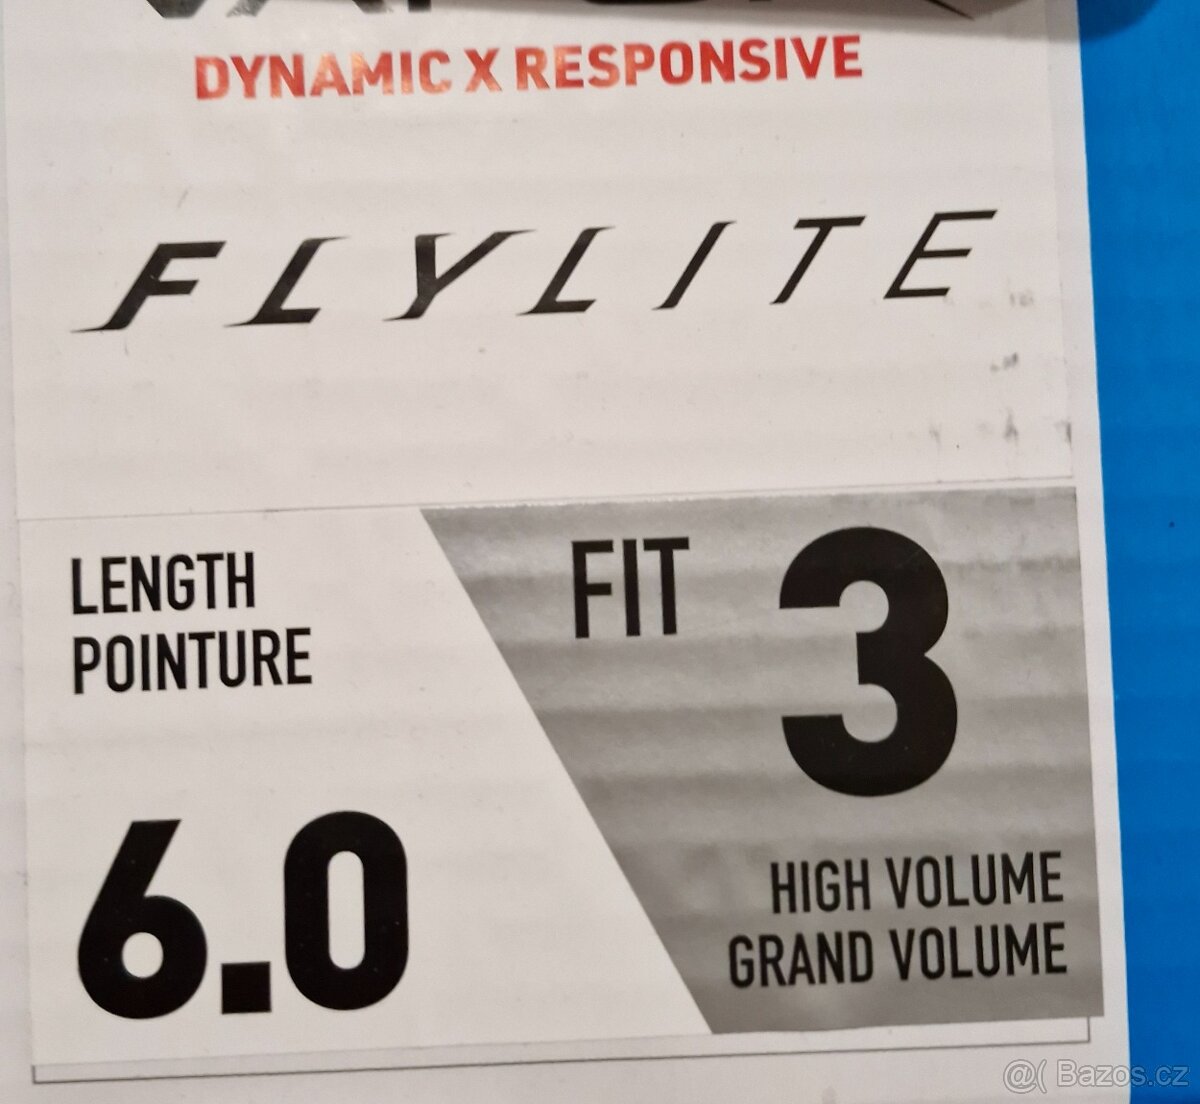 DYNAMIC X RESPONSIVE
FLYLITE
LENGTH
POINTURE
6.0
FIT 3
HIGH VOLUME
GRAND VOLUME
@( Bazos.cz